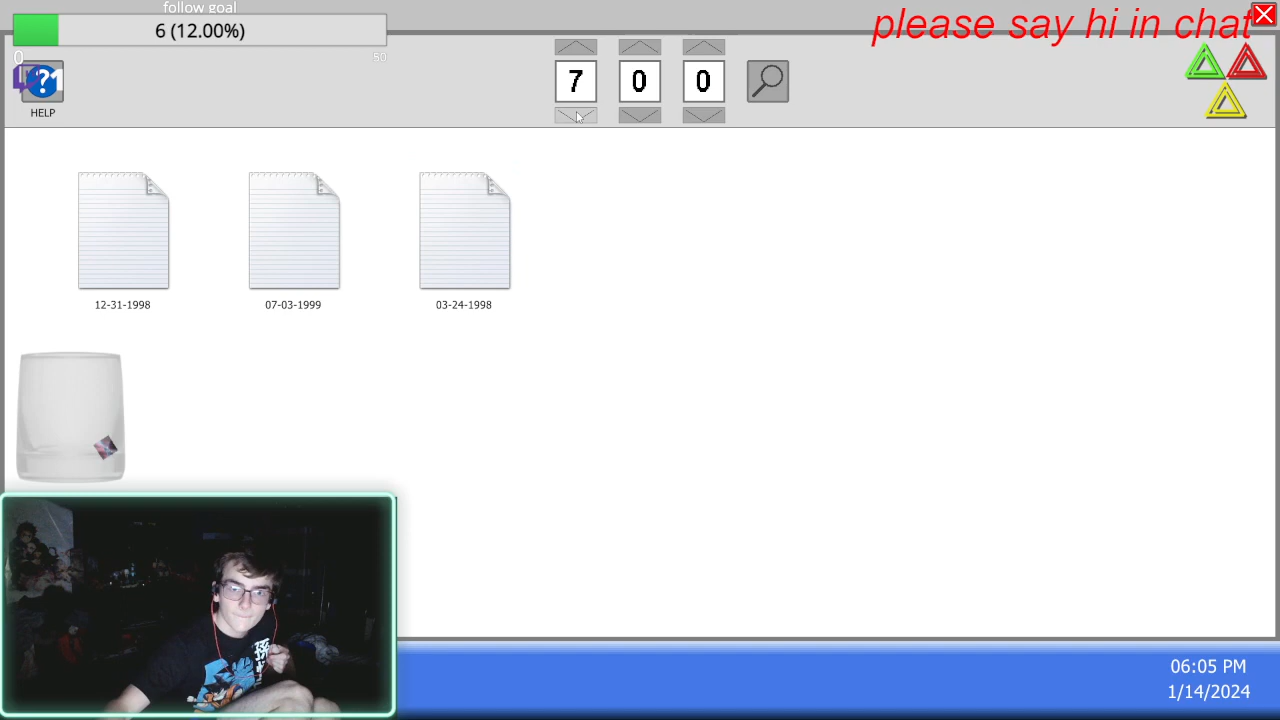 follow goal
6 (12.00%)
0
50
1
?
HELP
7 0 0
please say hi in chat
12-31-1998
07-03-1999
03-24-1998
06:05 PM
1/14/2024